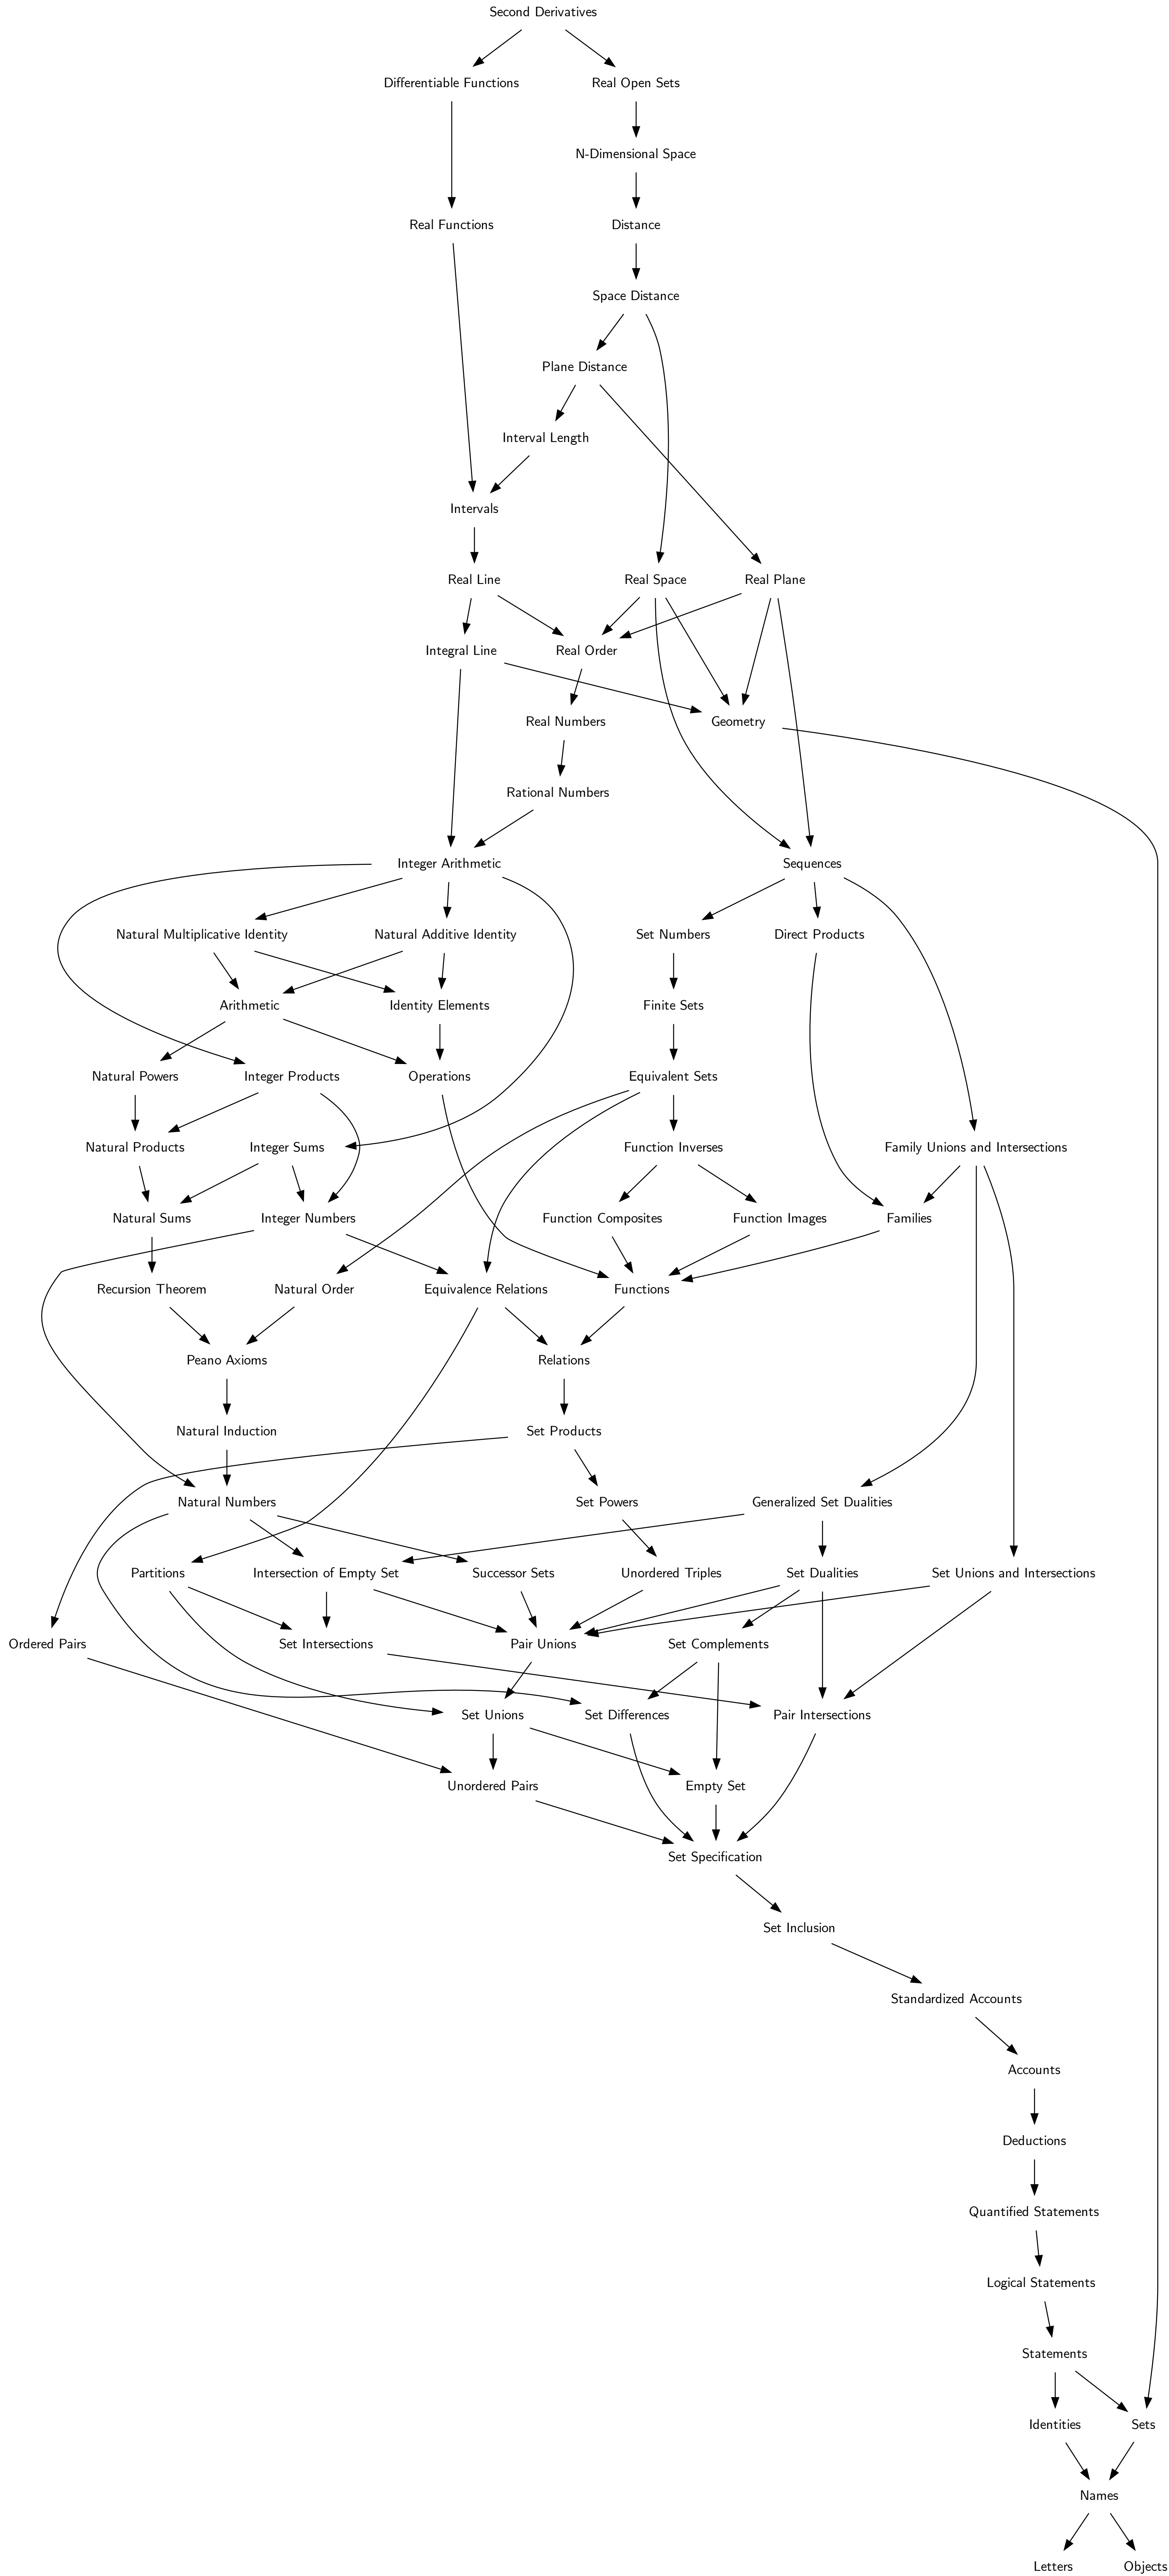 Second Derivatives
Differentiable Functions
Real Open Sets
N-Dimensional Space
Real Functions
Distance
Space Distance
Plane Distance
Interval Length
Intervals
Real Line
Real Space
Real Plane
Integral Line
Real Order
Real Numbers
Geometry
Rational Numbers
Integer Arithmetic
Sequences
Natural Multiplicative Identity
Natural Additive Identity
Set Numbers
Direct Products
Arithmetic
Identity Elements
Finite Sets
Natural Powers
Integer Products
Operations
Equivalent Sets
Natural Products
Integer Sums
Function Inverses
Family Unions and Intersections
Natural Sums
Integer Numbers
Function Composites
Function Images
Families
Recursion Theorem
Natural Order
Equivalence Relations
Functions
Peano Axioms
Relations
Natural Induction
Set Products
Natural Numbers
Set Powers
Generalized Set Dualities
Partitions
Intersection of Empty Set
Successor Sets
Unordered Triples
Set Dualities
Set Unions and Intersections
Ordered Pairs
Set Intersections
Pair Unions
Set Complements
Set Unions
Set Differences
Pair Intersections
Unordered Pairs
Empty Set
Set Specification
Set Inclusion
Standardized Accounts
Accounts
Deductions
Quantified Statements
Logical Statements
Statements
Identities
Sets
Names
Letters
Objects